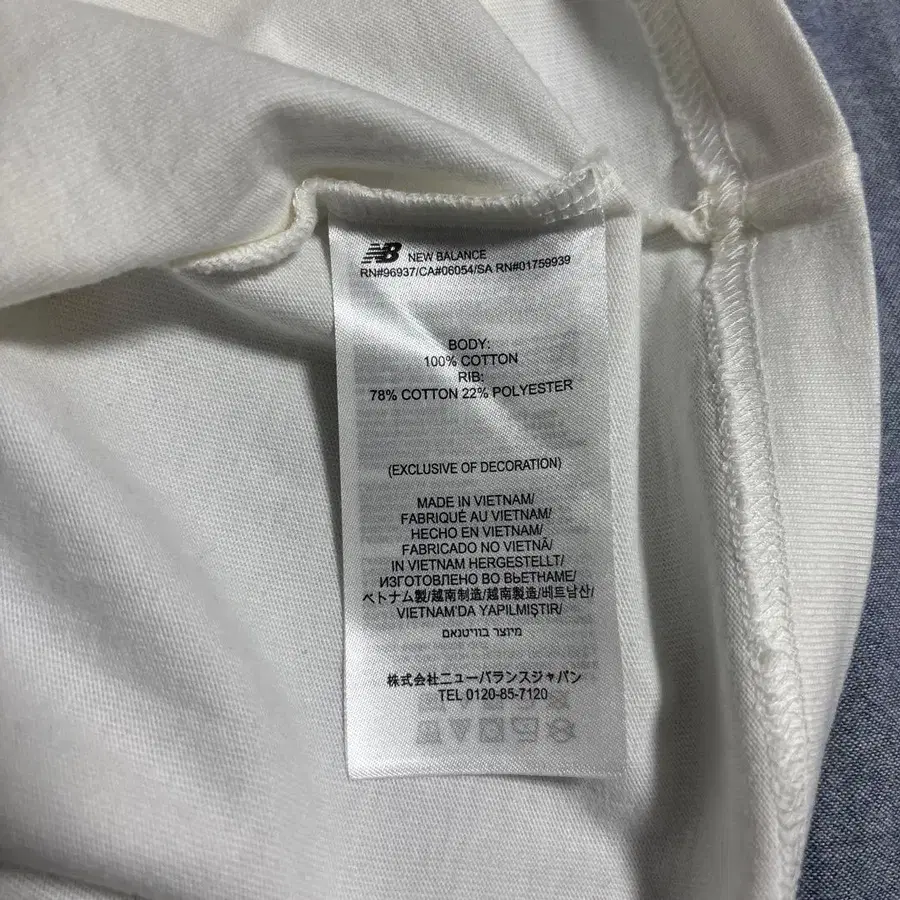 NB NEW BALANCE
RN#96937/CA#06054/SA RN#01759939
BODY:
100% COTTON
RIB:
78% COTTON 22% POLYESTER
(EXCLUSIVE OF DECORATION)
MADE IN VIETNAM/
FABRIQUÉ AU VIETNAM/
HECHO EN VIETNAM/
FABRICADO NO VIETNÃ/
IN VIETNAM HERGESTELLT/
ИЗГОТОВЛЕНО ВО ВЬЕТНАМЕ/
ベトナム製/越南制造/越南製造/베트남산/
VIETNAM'DA YAPILMIŞTIR/
מיוצר בוויטנאם
株式会社ニューバランスジャパン
TEL 0120-85-7120